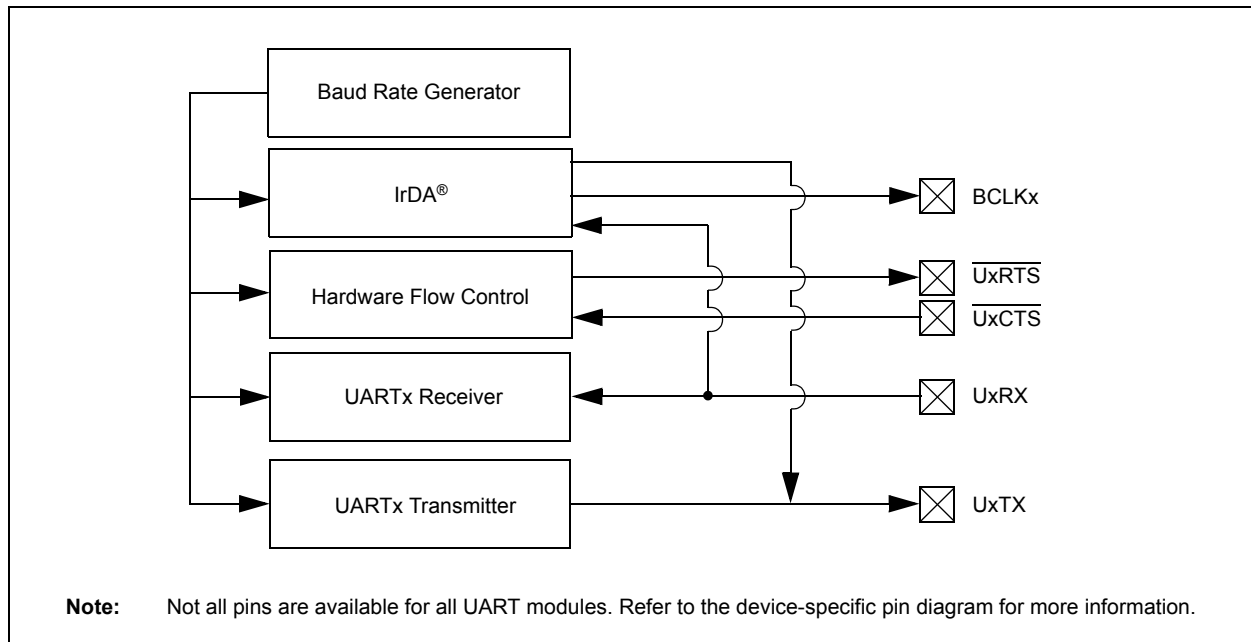 Baud Rate Generator
IrDA®
BCLKx
UxRTS
Hardware Flow Control
UxCTS
UARTx Receiver
UxRX
UARTx Transmitter
UxTX
Note: Not all pins are available for all UART modules. Refer to the device-specific pin diagram for more information.